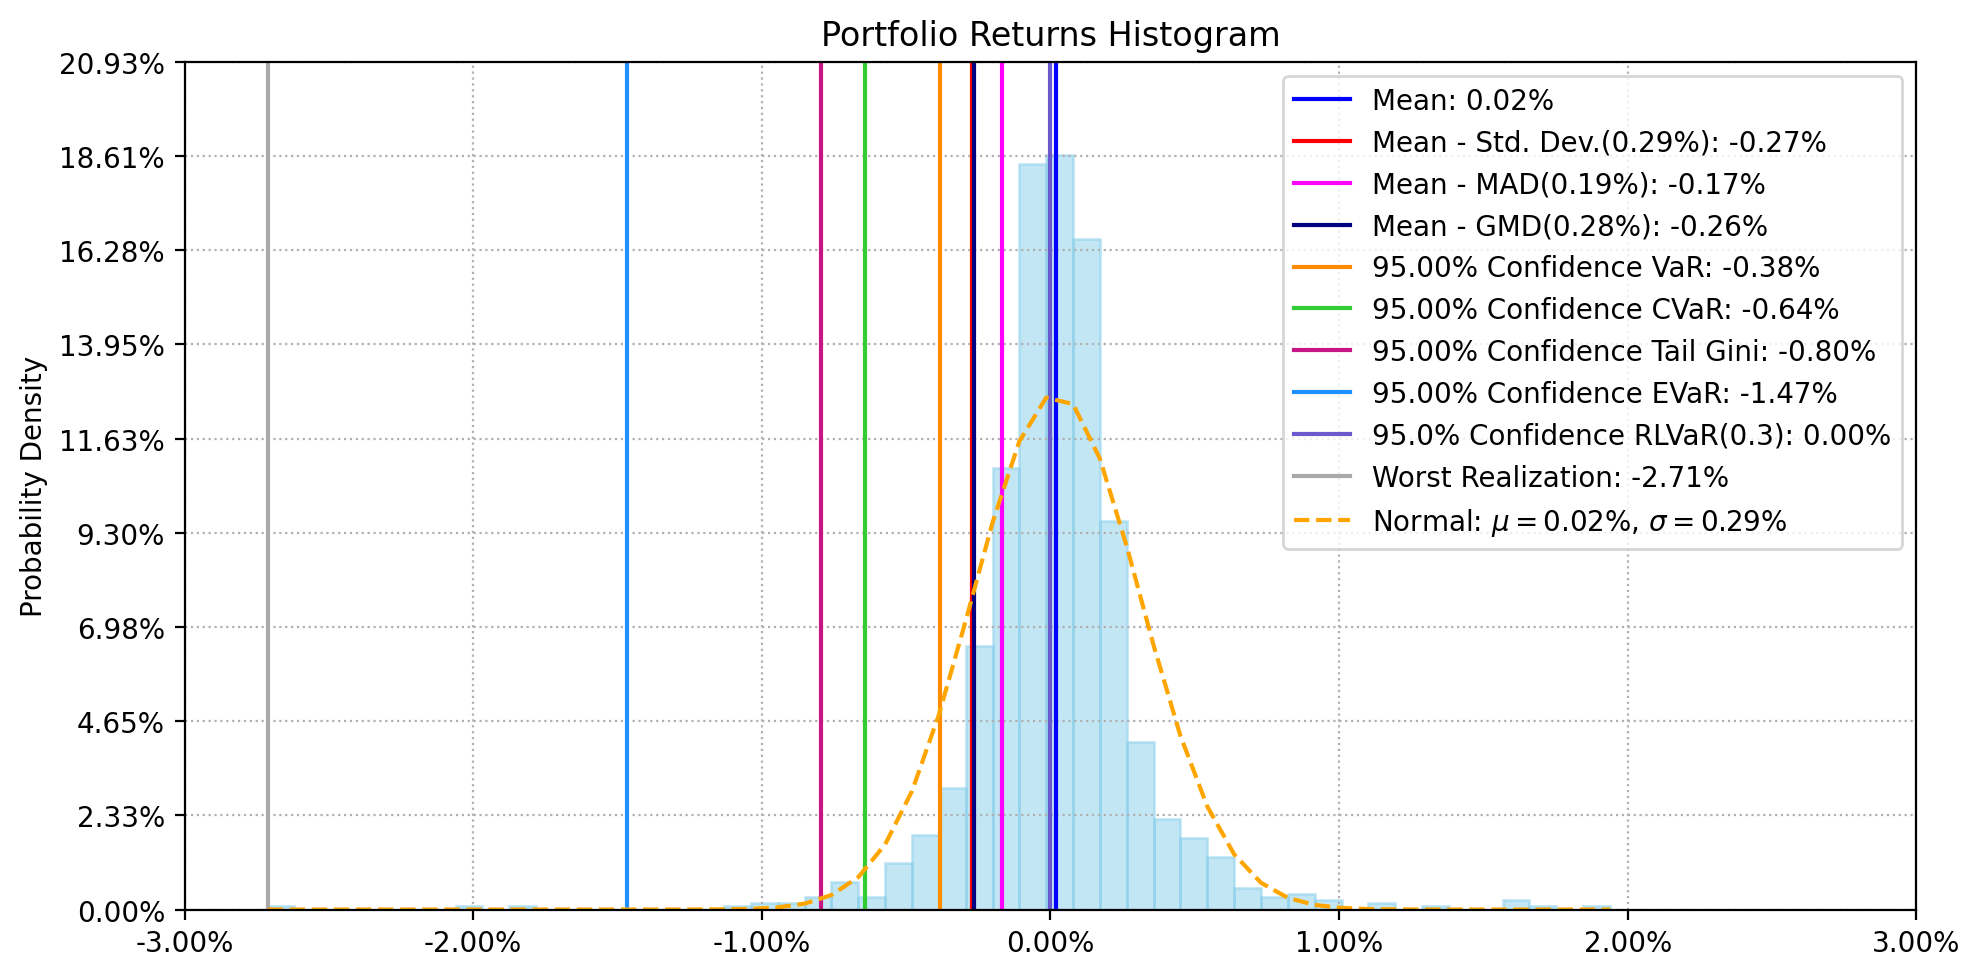 Portfolio Returns Histogram
20.93%
18.61%
16.28%
13.95%
11.63%
9.30%
6.98%
4.65%
2.33%
0.00%
Probability Density
Mean: 0.02%
Mean - Std. Dev.(0.29%): -0.27%
Mean - MAD(0.19%): -0.17%
Mean - GMD(0.28%): -0.26%
95.00% Confidence VaR: -0.38%
95.00% Confidence CVaR: -0.64%
95.00% Confidence Tail Gini: -0.80%
95.00% Confidence EVaR: -1.47%
95.0% Confidence RLVaR(0.3): 0.00%
Worst Realization: -2.71%
Normal: μ = 0.02%, σ = 0.29%
-3.00% -2.00% -1.00% 0.00% 1.00% 2.00% 3.00%